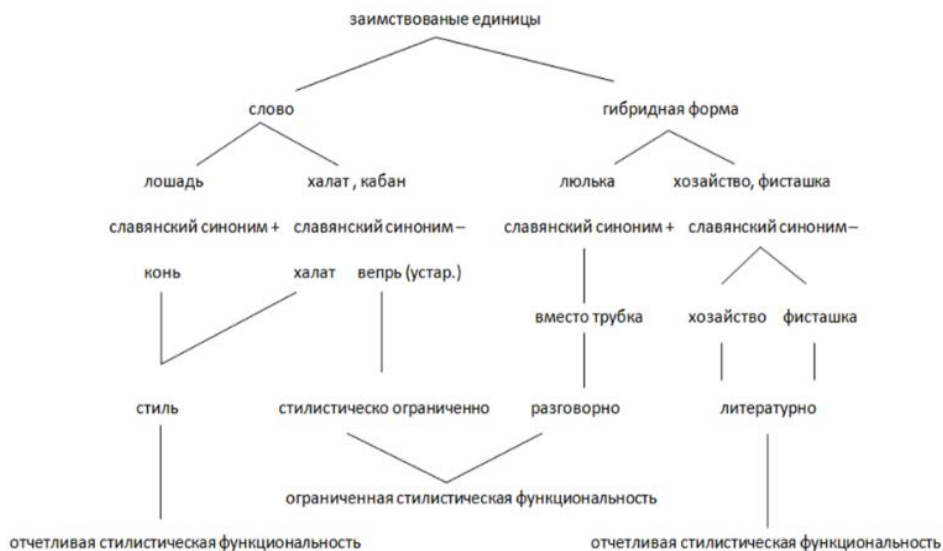 заимствованые единицы
слово гибридная форма
лошадь халат , кабан люлька хозайство, фисташка
славянский синоним + славянский синоним – славянский синоним + славянский синоним–
конь халат вепрь (устар.)
вместо трубка хозайство фисташка
стиль стилистическо ограниченно разговорно литературно
ограниченная стилистическая функциональность
отчетливая стилистическая функциональность отчетливая стилистическая функциональность